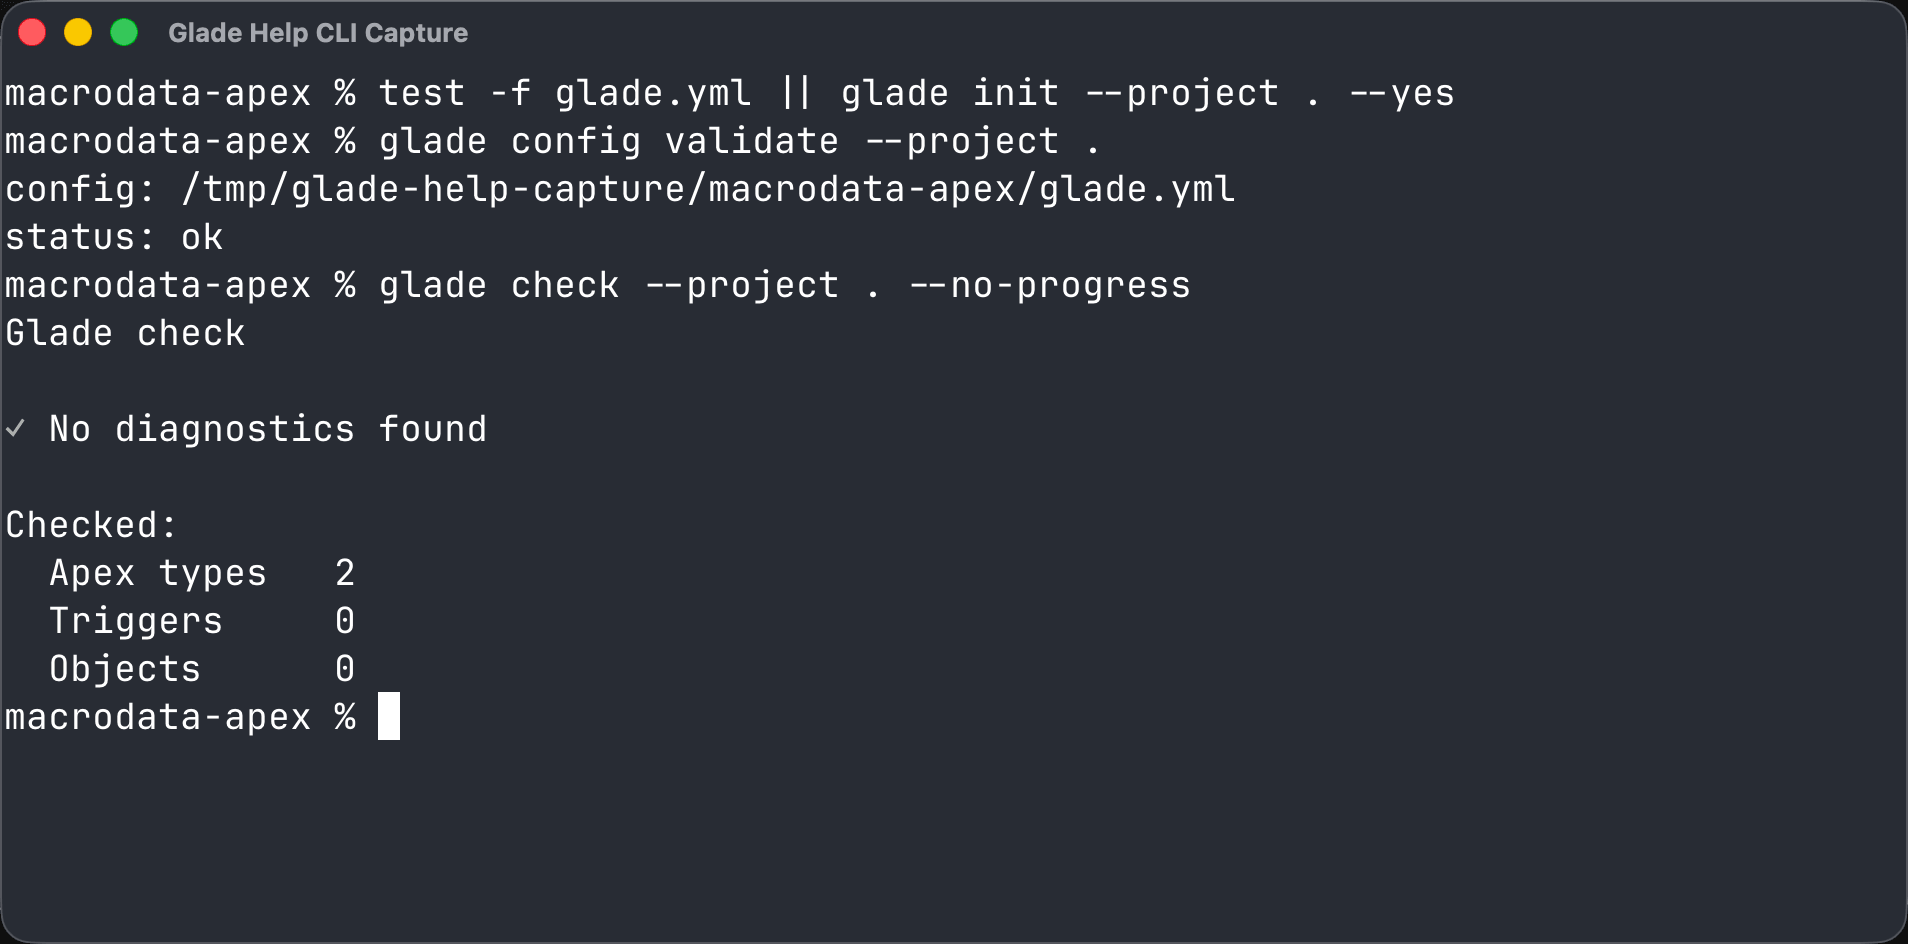 Glade Help CLI Capture
macrodata-apex % test -f glade.yml || glade init --project . --yes
macrodata-apex % glade config validate --project .
config: /tmp/glade-help-capture/macrodata-apex/glade.yml
status: ok
macrodata-apex % glade check --project . --no-progress
Glade check
✓ No diagnostics found
Checked:
  Apex types   2
  Triggers     0
  Objects      0
macrodata-apex %